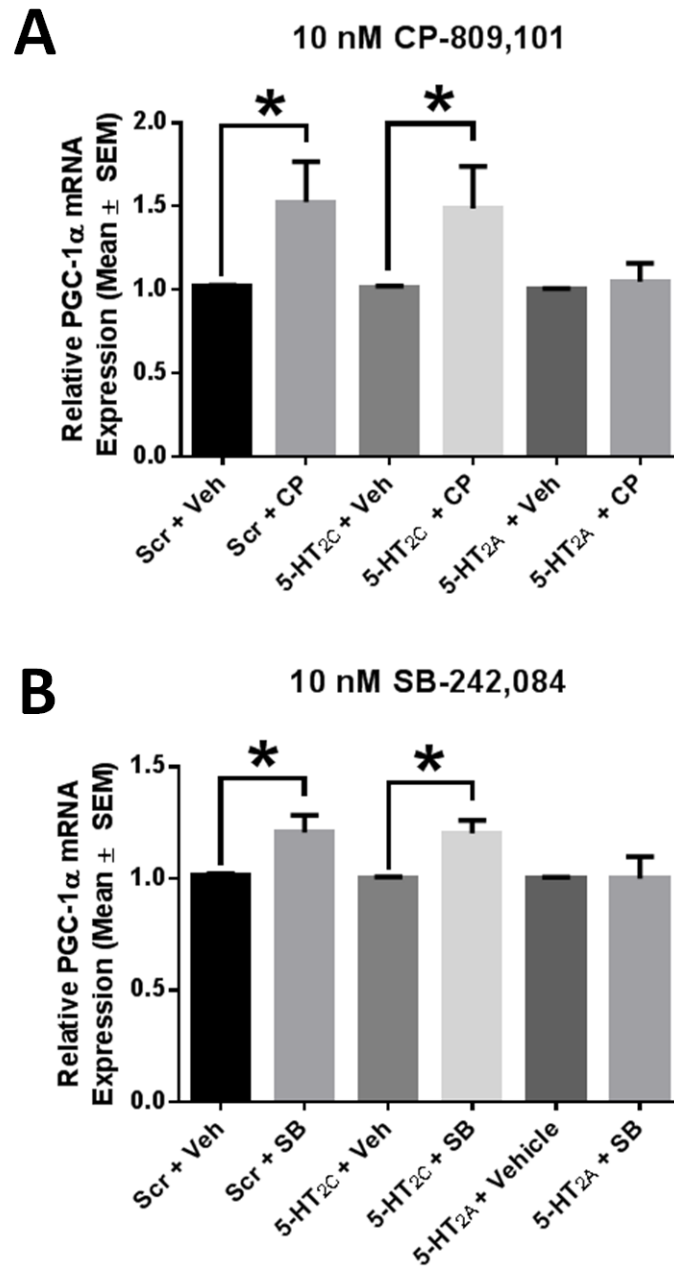 A
10 nM CP-809,101
Relative PGC-1α mRNA
Expression (Mean ± SEM)
2.0
1.5
1.0
0.5
0.0
*
*
Scr + Veh
Scr + CP
5-HT2C + Veh
5-HT2C + CP
5-HT2A + Veh
5-HT2A + CP
B
10 nM SB-242,084
Relative PGC-1α mRNA
Expression (Mean ± SEM)
1.5
1.0
0.5
0.0
*
*
Scr + Veh
Scr + SB
5-HT2C + Veh
5-HT2C + SB
5-HT2A + Vehicle
5-HT2A + SB